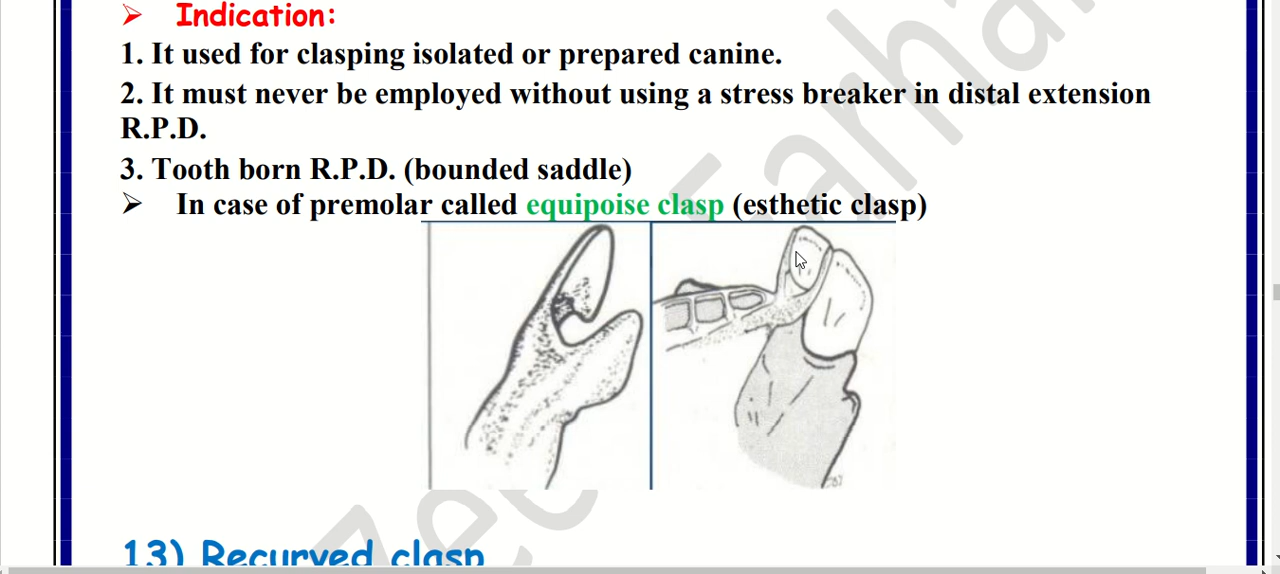 ➢ Indication:
1. It used for clasping isolated or prepared canine.
2. It must never be employed without using a stress breaker in distal extension
R.P.D.
3. Tooth born R.P.D. (bounded saddle)
➢ In case of premolar called equipoise clasp (esthetic clasp)
13) Recurved clasp